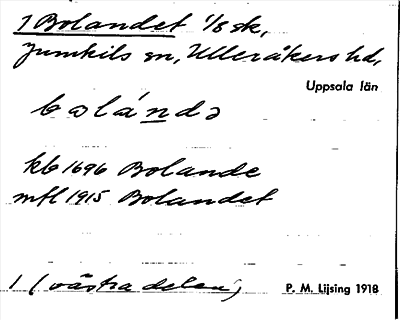 1 Bolandet 1/8 sk,
Jumkils sn, Ulleråkers hd,
Uppsala län
bωlánda
kb 1696 Bolande
mtl 1915 Bolandet
1 (västra delen)
P. M. Lijsing 1918